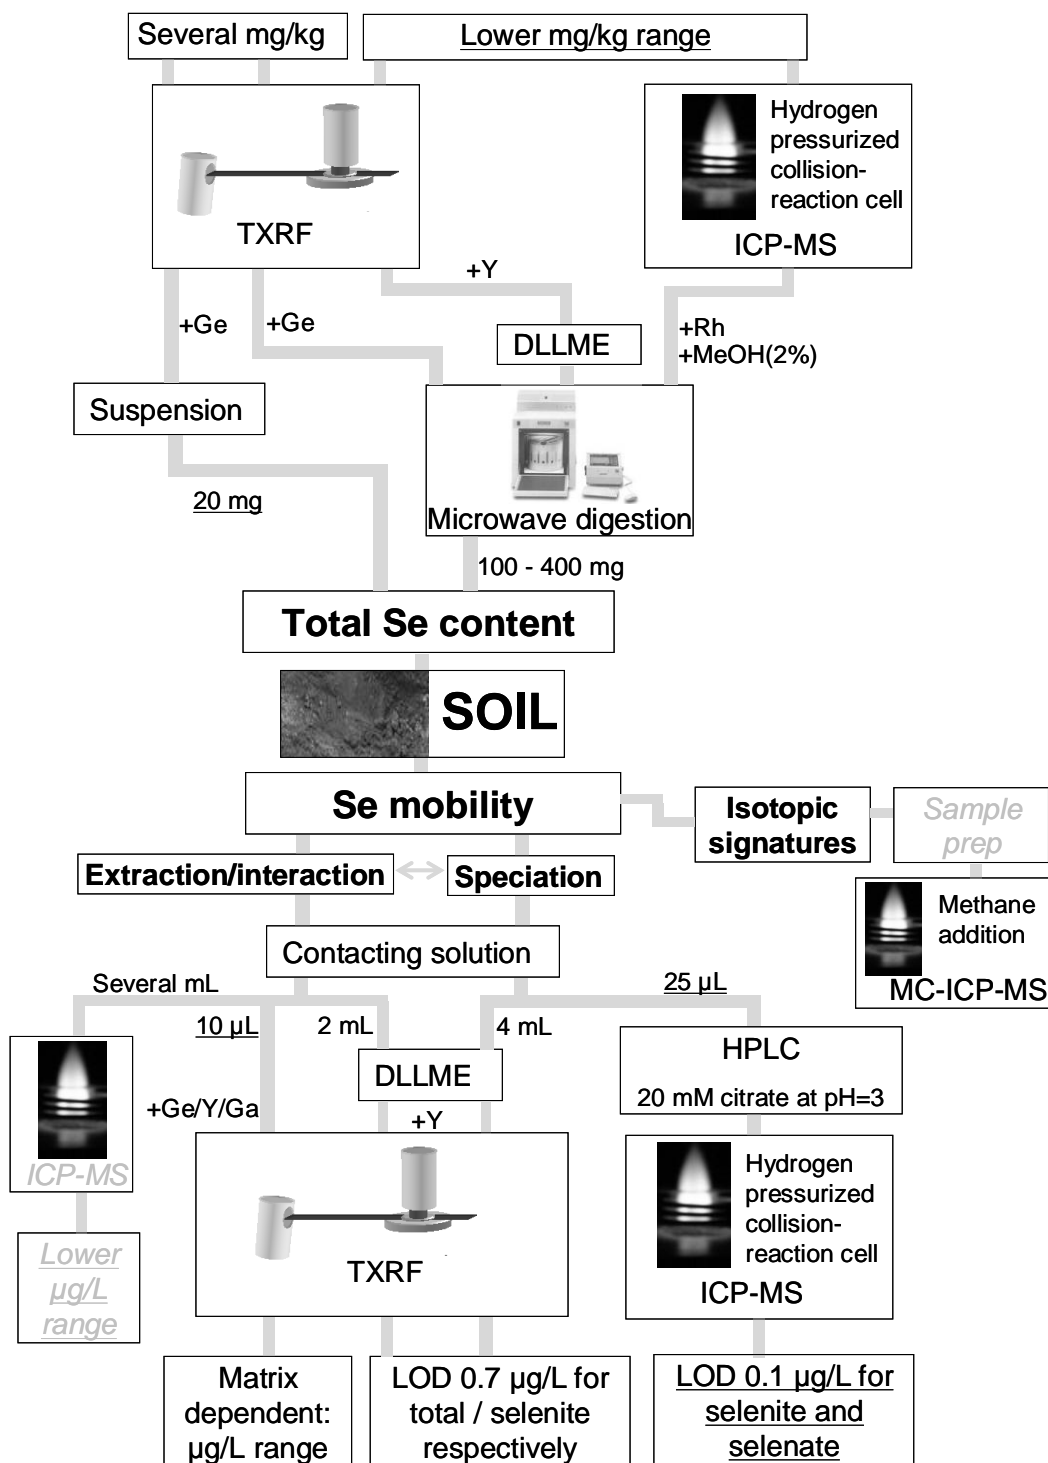 Several mg/kg
Lower mg/kg range
Hydrogen
pressurized
collision-
reaction cell
TXRF
ICP-MS
+Y
+Ge
+Ge
+Rh
+MeOH(2%)
DLLME
Suspension
20 mg
Microwave digestion
100 - 400 mg
Total Se content
SOIL
Se mobility
Isotopic
signatures
Sample
prep
Extraction/interaction
Speciation
Methane
addition
MC-ICP-MS
Contacting solution
Several mL
10 µL
2 mL
4 mL
25 µL
DLLME
HPLC
20 mM citrate at pH=3
+Ge/Y/Ga
+Y
ICP-MS
Lower
µg/L
range
TXRF
Hydrogen
pressurized
collision-
reaction cell
ICP-MS
Matrix
dependent:
µg/L range
LOD 0.7 µg/L for
total / selenite
respectively
LOD 0.1 µg/L for
selenite and
selenate